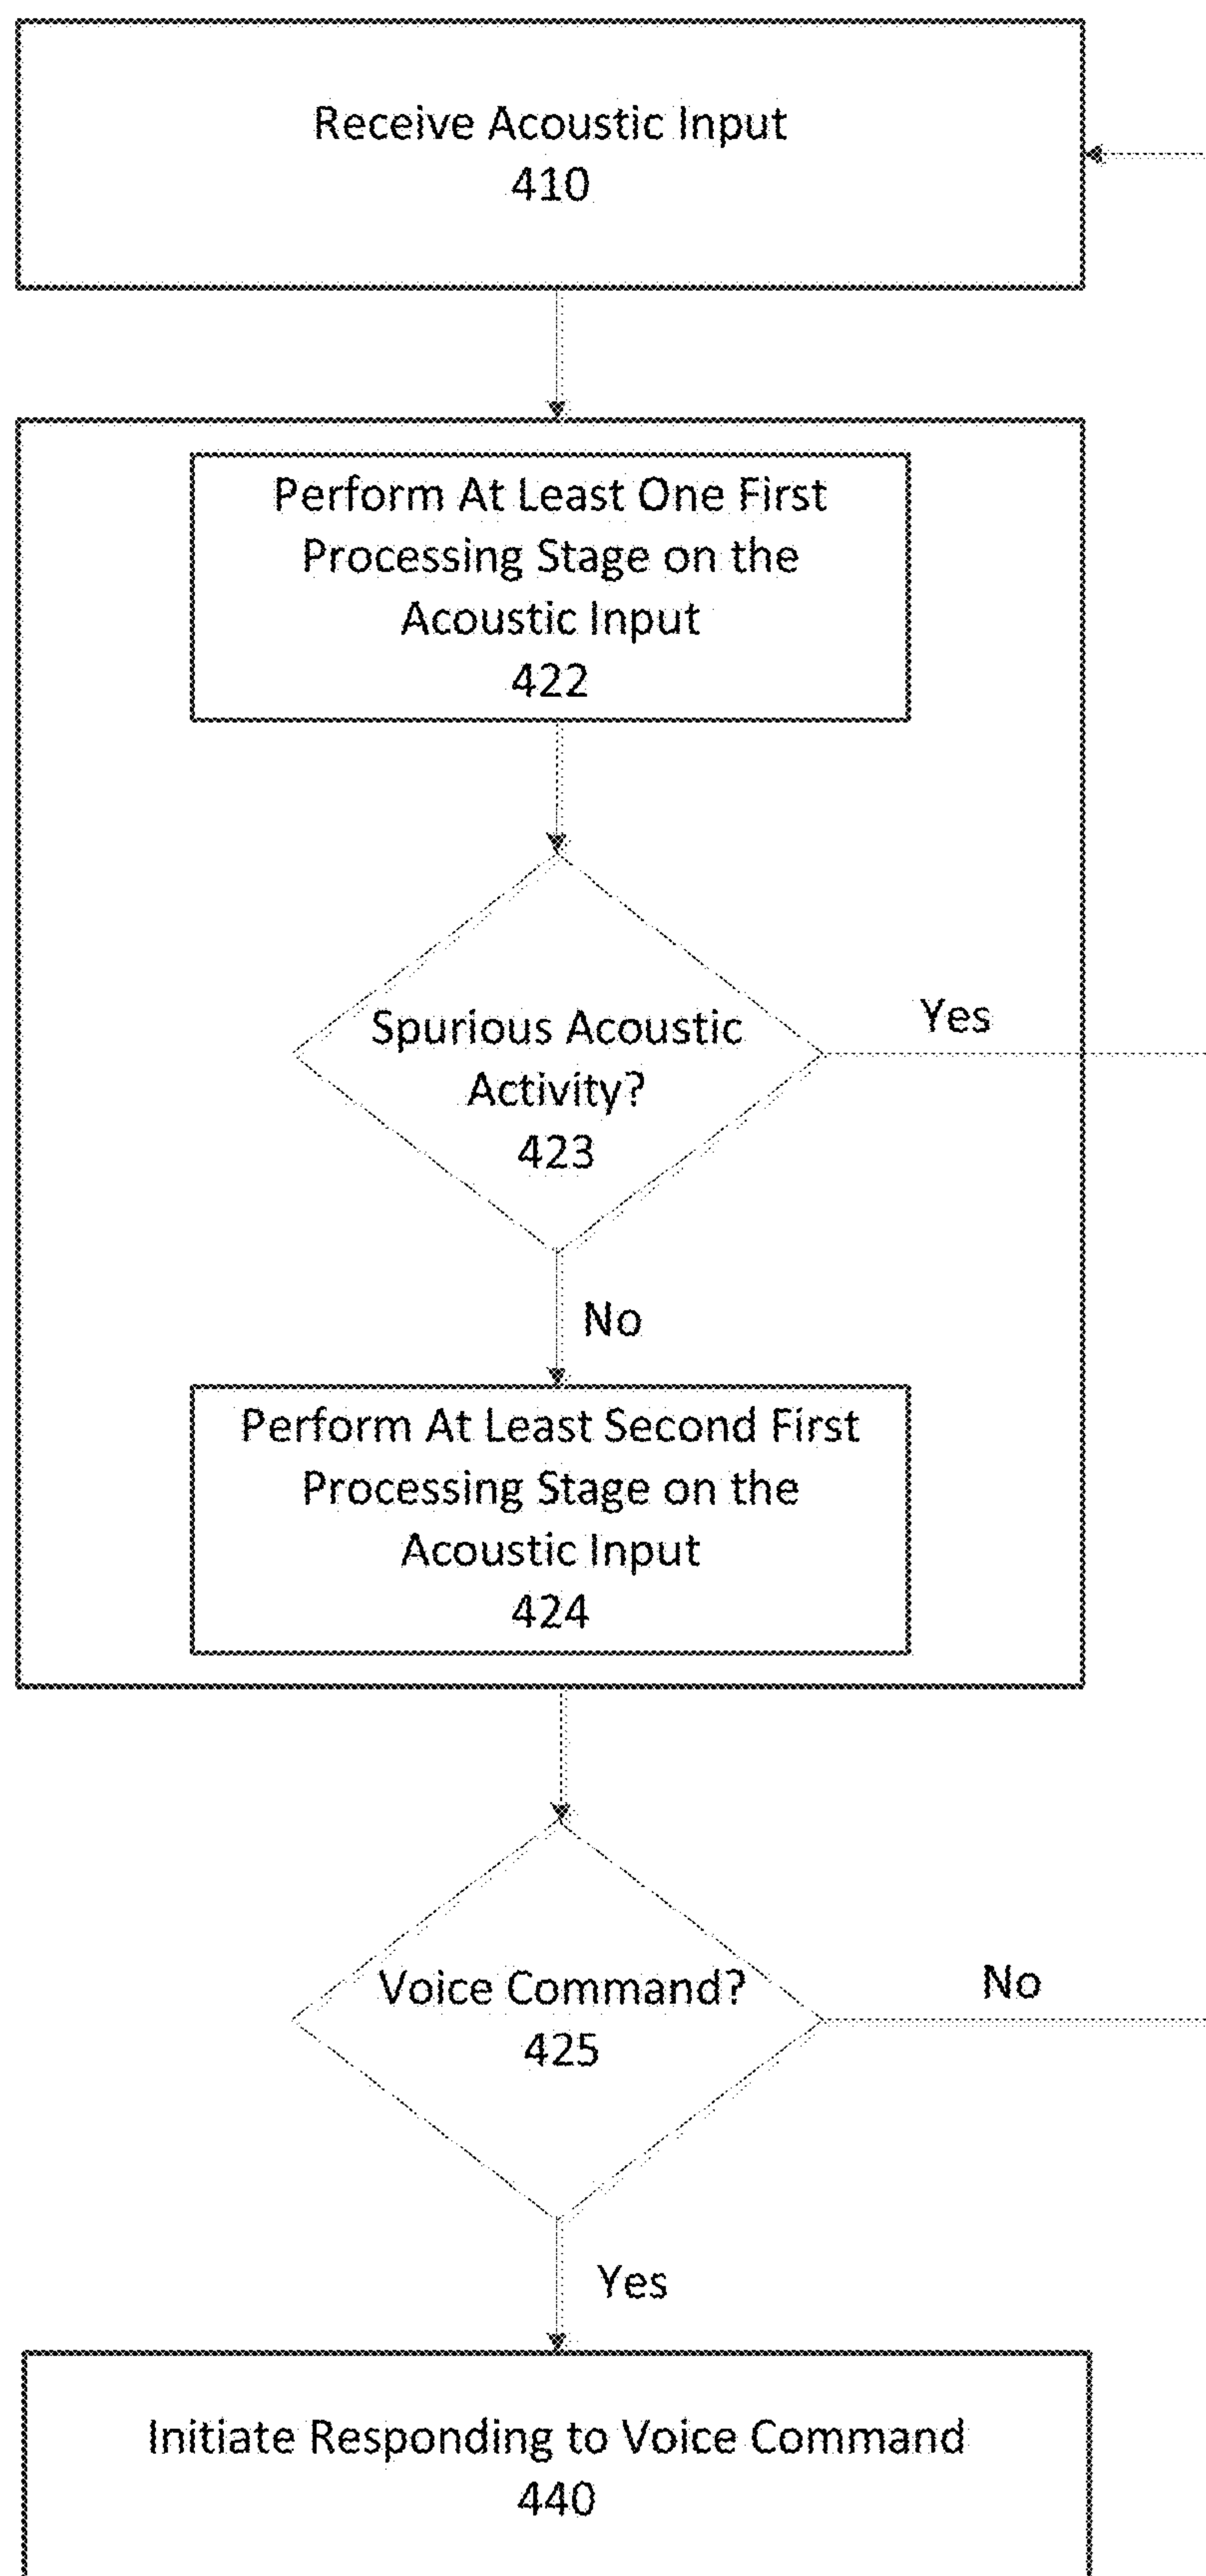 Receive Acoustic Input
410
Perform At Least One First
Processing Stage on the
Acoustic Input
422
Spurious Acoustic
Activity?
423
Yes
No
Perform At Least Second First
Processing Stage on the
Acoustic Input
424
Voice Command?
425
No
Yes
Initiate Responding to Voice Command
440